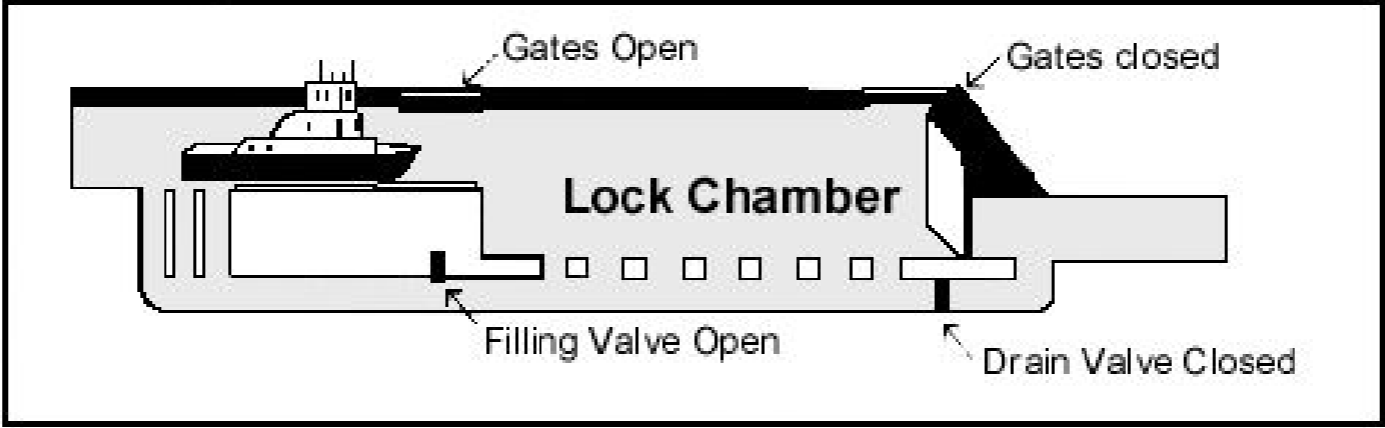 Gates Open
Gates closed
Lock Chamber
Filling Valve Open
Drain Valve Closed